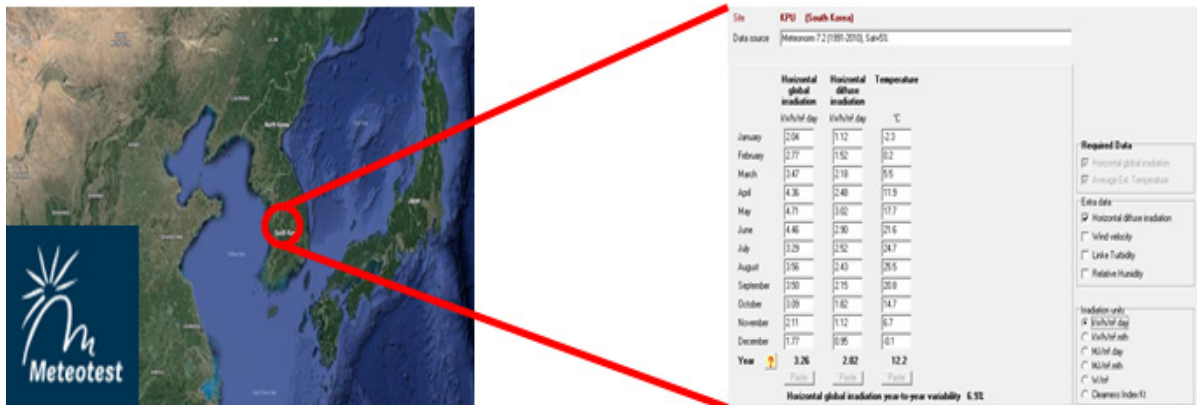 North Korea
South Kor
Japan
Meteotest
Site KPU (South Korea)
Data source Meteonorm 7.2 (1991-2010), Sat=5%
Horizontal global irradiation Horizontal diffuse irradiation Temperature
kWh/m².day kWh/m².day °C
January 2.04 1.12 -2.3
February 2.77 1.52 0.2
March 3.47 2.18 5.5
April 4.36 2.48 11.9
May 4.71 3.02 17.7
June 4.46 2.90 21.6
July 3.29 2.52 24.7
August 3.56 2.43 25.5
September 3.50 2.15 20.8
October 3.09 1.82 14.7
November 2.11 1.12 6.7
December 1.77 0.95 -0.1
Year ? 3.26 2.02 12.2
Paste Paste Paste
Horizontal global irradiation year-to-year variability 6.9%
Required Data
Horizontal global irradiation
Average Ext. Temperature
Extra data
Horizontal diffuse irradiation
Wind velocity
Linke Turbidity
Relative Humidity
Irradiation units
kWh/m².day
kWh/m².mth
MJ/m².day
MJ/m².mth
W/m²
Clearness Index Kt